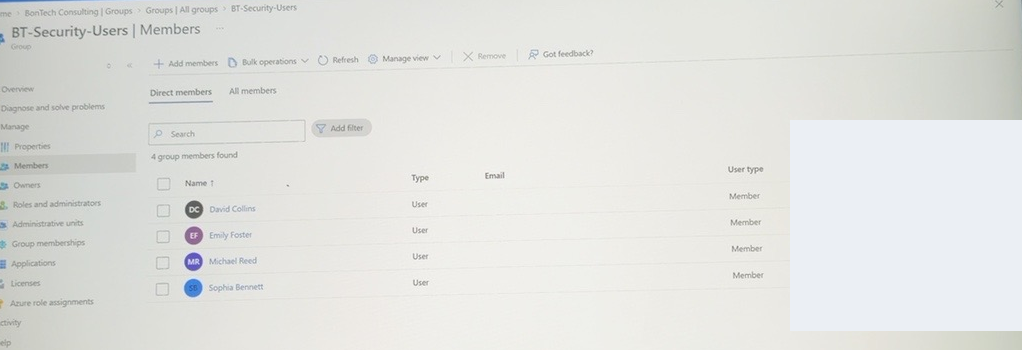 BonTech Consulting | Groups > Groups | All groups > BT-Security-Users
BT-Security-Users | Members ...
Group
Add members Bulk operations Refresh Manage view Remove Got feedback?
Overview
Diagnose and solve problems
Manage
Properties
Members
Owners
Roles and administrators
Administrative units
Group memberships
Applications
Licenses
Azure role assignments
Direct members All members
Search Add filter
4 group members found
Name ↑ Type Email User type
DC David Collins User Member
EF Emily Foster User Member
MR Michael Reed User Member
SB Sophia Bennett User Member